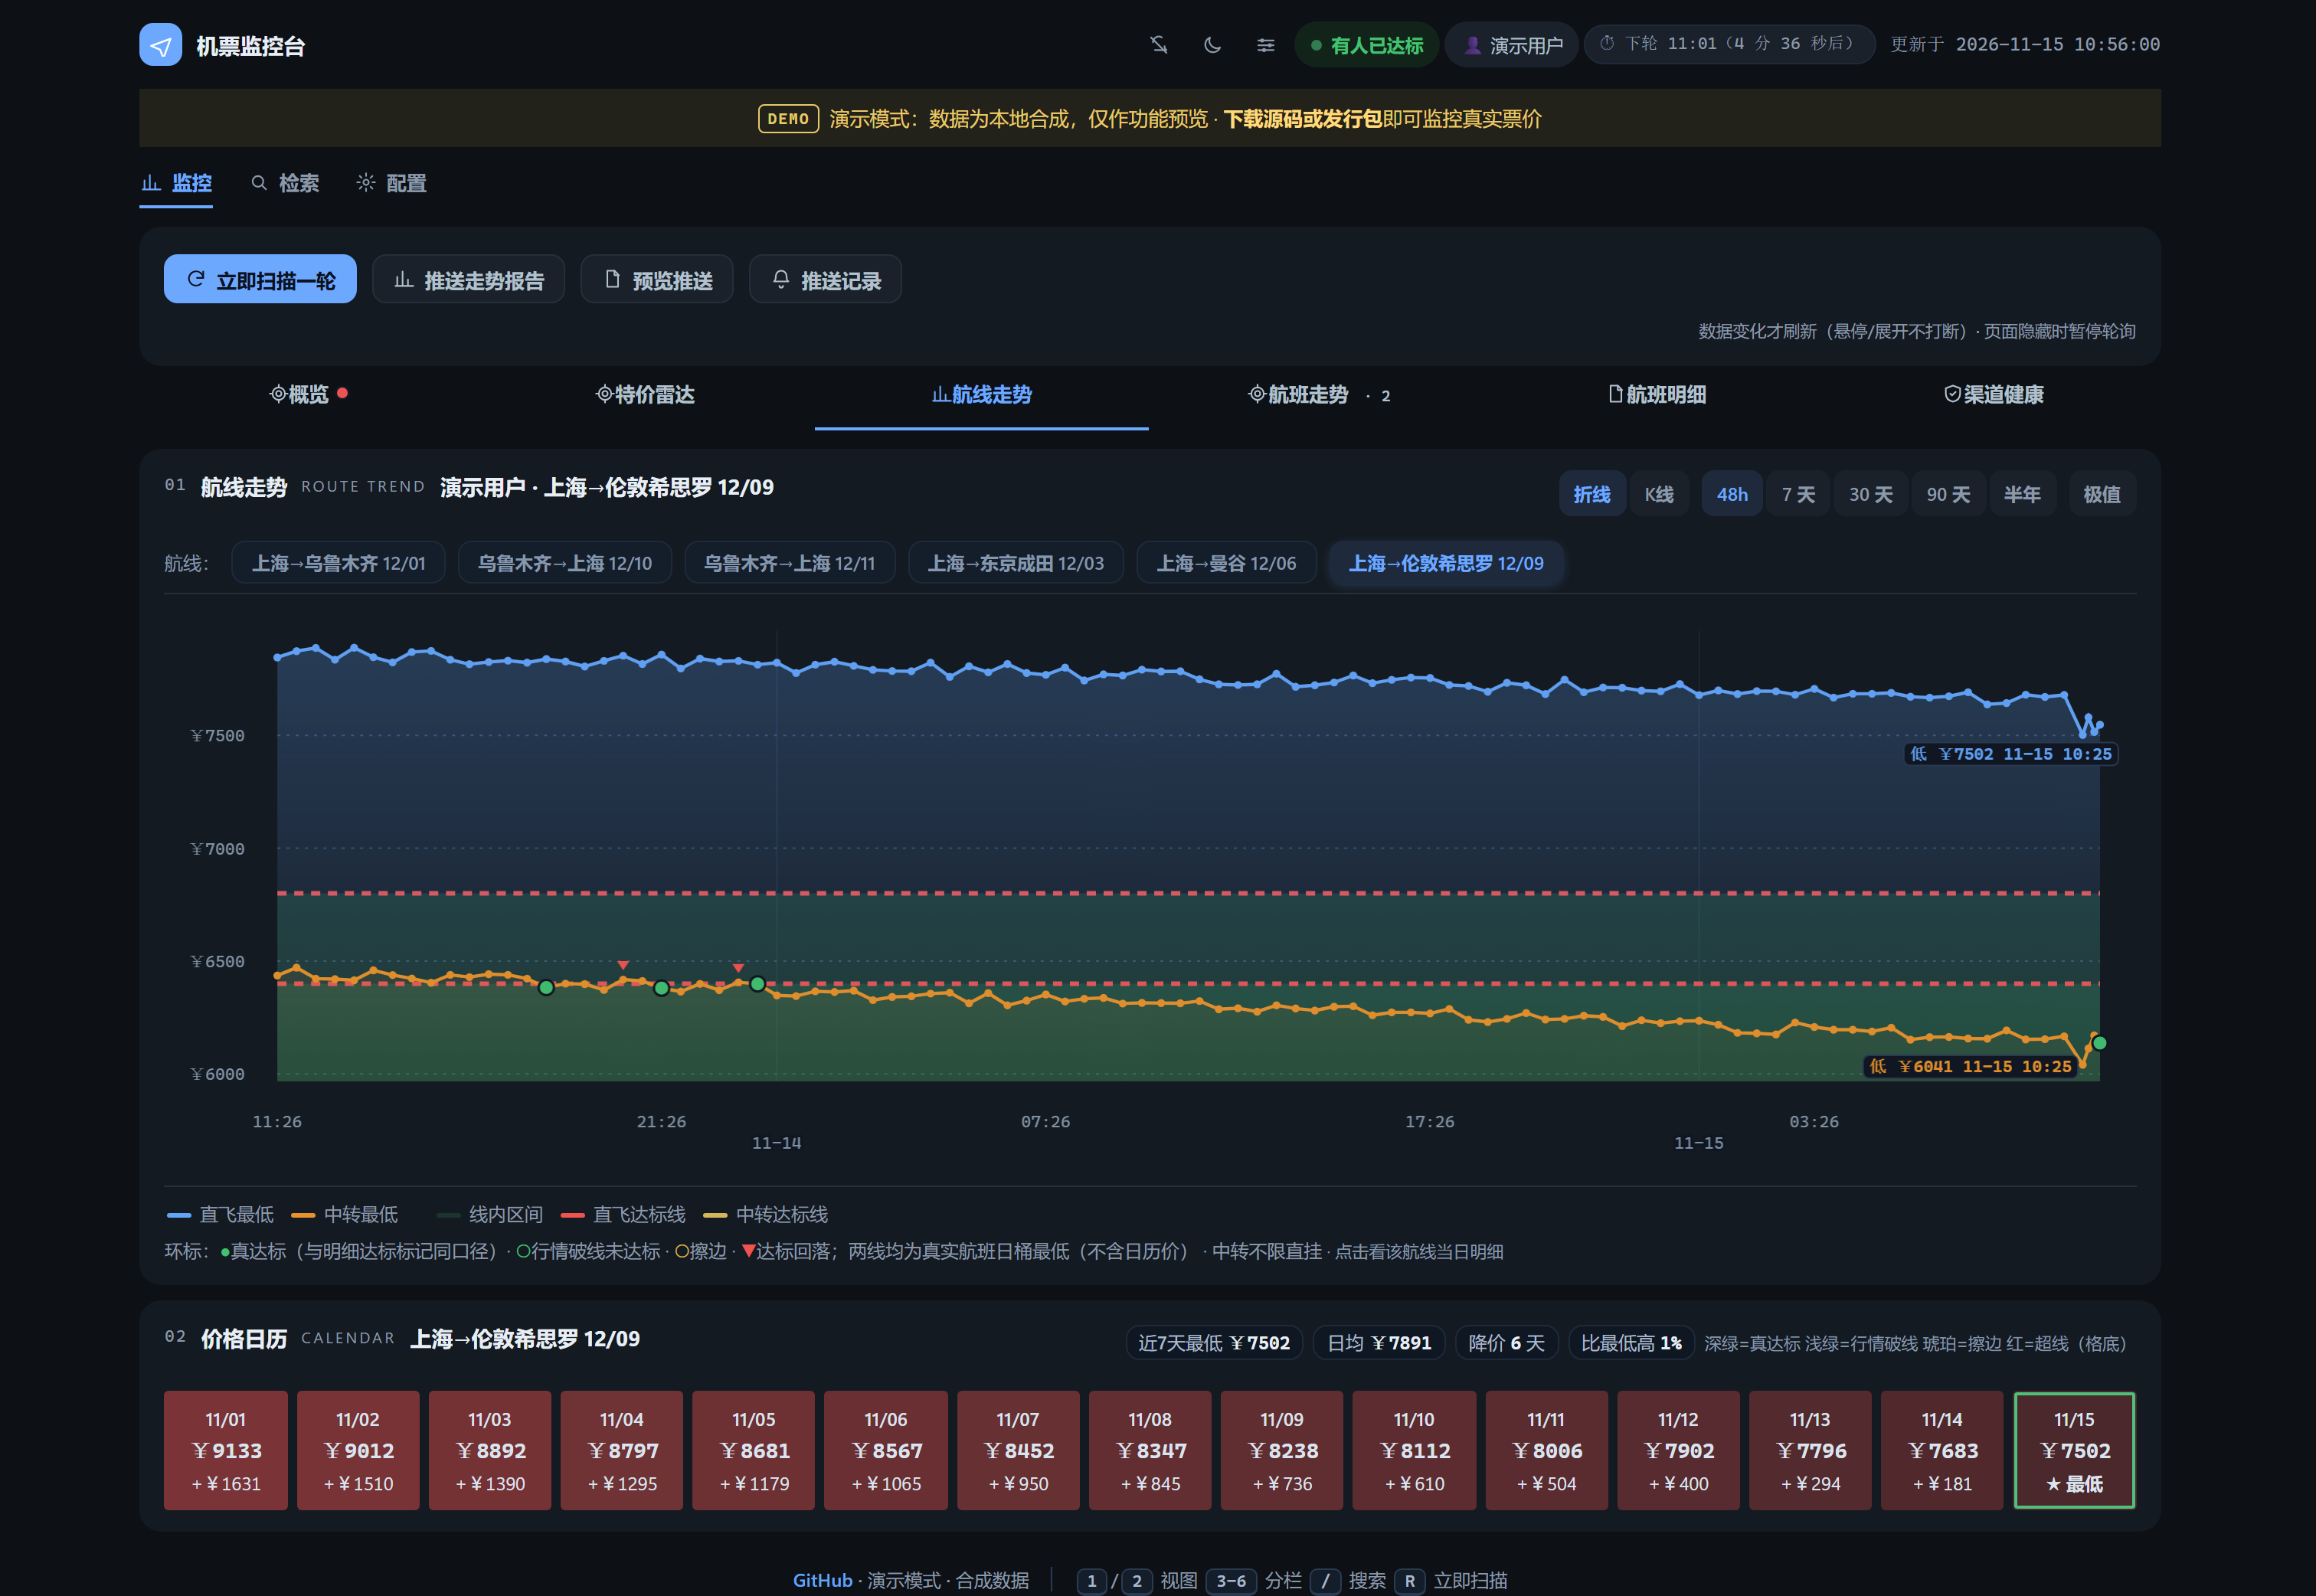 机票监控台
有人已达标
演示用户
下轮 11:01（4 分 36 秒后）
更新于 2026-11-15 10:56:00
DEMO 演示模式：数据为本地合成，仅作功能预览 · 下载源码或发行包即可监控真实票价
监控
检索
配置
立即扫描一轮
推送走势报告
预览推送
推送记录
数据变化才刷新（悬停/展开不打断）· 页面隐藏时暂停轮询
概览
特价雷达
航线走势
航班走势 · 2
航班明细
渠道健康
01 航线走势 ROUTE TREND 演示用户 · 上海→伦敦希思罗 12/09
折线 K线 48h 7 天 30 天 90 天 半年 极值
航线： 上海→乌鲁木齐 12/01 乌鲁木齐→上海 12/10 乌鲁木齐→上海 12/11 上海→东京成田 12/03 上海→曼谷 12/06 上海→伦敦希思罗 12/09
¥7500
低 ¥7502 11-15 10:25
¥7000
¥6500
¥6000
低 ¥6041 11-15 10:25
11:26 21:26 07:26 17:26 03:26
11-14 11-15
直飞最低 中转最低 线内区间 直飞达标线 中转达标线
环标：●真达标（与明细达标标记同口径）· ○行情破线未达标 · ○擦边 · ▼达标回落；两线均为真实航班日桶最低（不含日历价） · 中转不限直挂 · 点击看该航线当日明细
02 价格日历 CALENDAR 上海→伦敦希思罗 12/09
近7天最低 ¥7502 日均 ¥7891 降价 6 天 比最低高 1% 深绿=真达标 浅绿=行情破线 琥珀=擦边 红=超线（格底）
11/01 11/02 11/03 11/04 11/05 11/06 11/07 11/08 11/09 11/10 11/11 11/12 11/13 11/14 11/15
¥9133 ¥9012 ¥8892 ¥8797 ¥8681 ¥8567 ¥8452 ¥8347 ¥8238 ¥8112 ¥8006 ¥7902 ¥7796 ¥7683 ¥7502
+¥1631 +¥1510 +¥1390 +¥1295 +¥1179 +¥1065 +¥950 +¥845 +¥736 +¥610 +¥504 +¥400 +¥294 +¥181 ★ 最低
GitHub · 演示模式 · 合成数据 1 / 2 视图 3-6 分栏 / 搜索 R 立即扫描